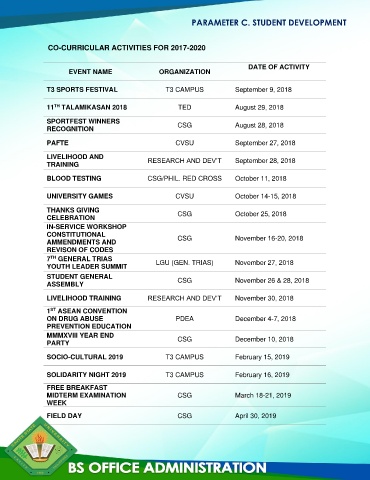 PARAMETER C. STUDENT DEVELOPMENT
CO-CURRICULAR ACTIVITIES FOR 2017-2020
EVENT NAME ORGANIZATION DATE OF ACTIVITY
T3 SPORTS FESTIVAL T3 CAMPUS September 9, 2018
11TH TALAMIKASAN 2018 TED August 29, 2018
SPORTFEST WINNERS
RECOGNITION CSG August 28, 2018
PAFTE CVSU September 27, 2018
LIVELIHOOD AND
TRAINING RESEARCH AND DEV'T September 28, 2018
BLOOD TESTING CSG/PHIL. RED CROSS October 11, 2018
UNIVERSITY GAMES CVSU October 14-15, 2018
THANKS GIVING
CELEBRATION CSG October 25, 2018
IN-SERVICE WORKSHOP
CONSTITUTIONAL
AMMENDMENTS AND
REVISON OF CODES CSG November 16-20, 2018
7TH GENERAL TRIAS
YOUTH LEADER SUMMIT LGU (GEN. TRIAS) November 27, 2018
STUDENT GENERAL
ASSEMBLY CSG November 26 & 28, 2018
LIVELIHOOD TRAINING RESEARCH AND DEV'T November 30, 2018
1ST ASEAN CONVENTION
ON DRUG ABUSE
PREVENTION EDUCATION PDEA December 4-7, 2018
MMMXVIII YEAR END
PARTY CSG December 10, 2018
SOCIO-CULTURAL 2019 T3 CAMPUS February 15, 2019
SOLIDARITY NIGHT 2019 T3 CAMPUS February 16, 2019
FREE BREAKFAST
MIDTERM EXAMINATION
WEEK CSG March 18-21, 2019
FIELD DAY CSG April 30, 2019
BS OFFICE ADMINISTRATION